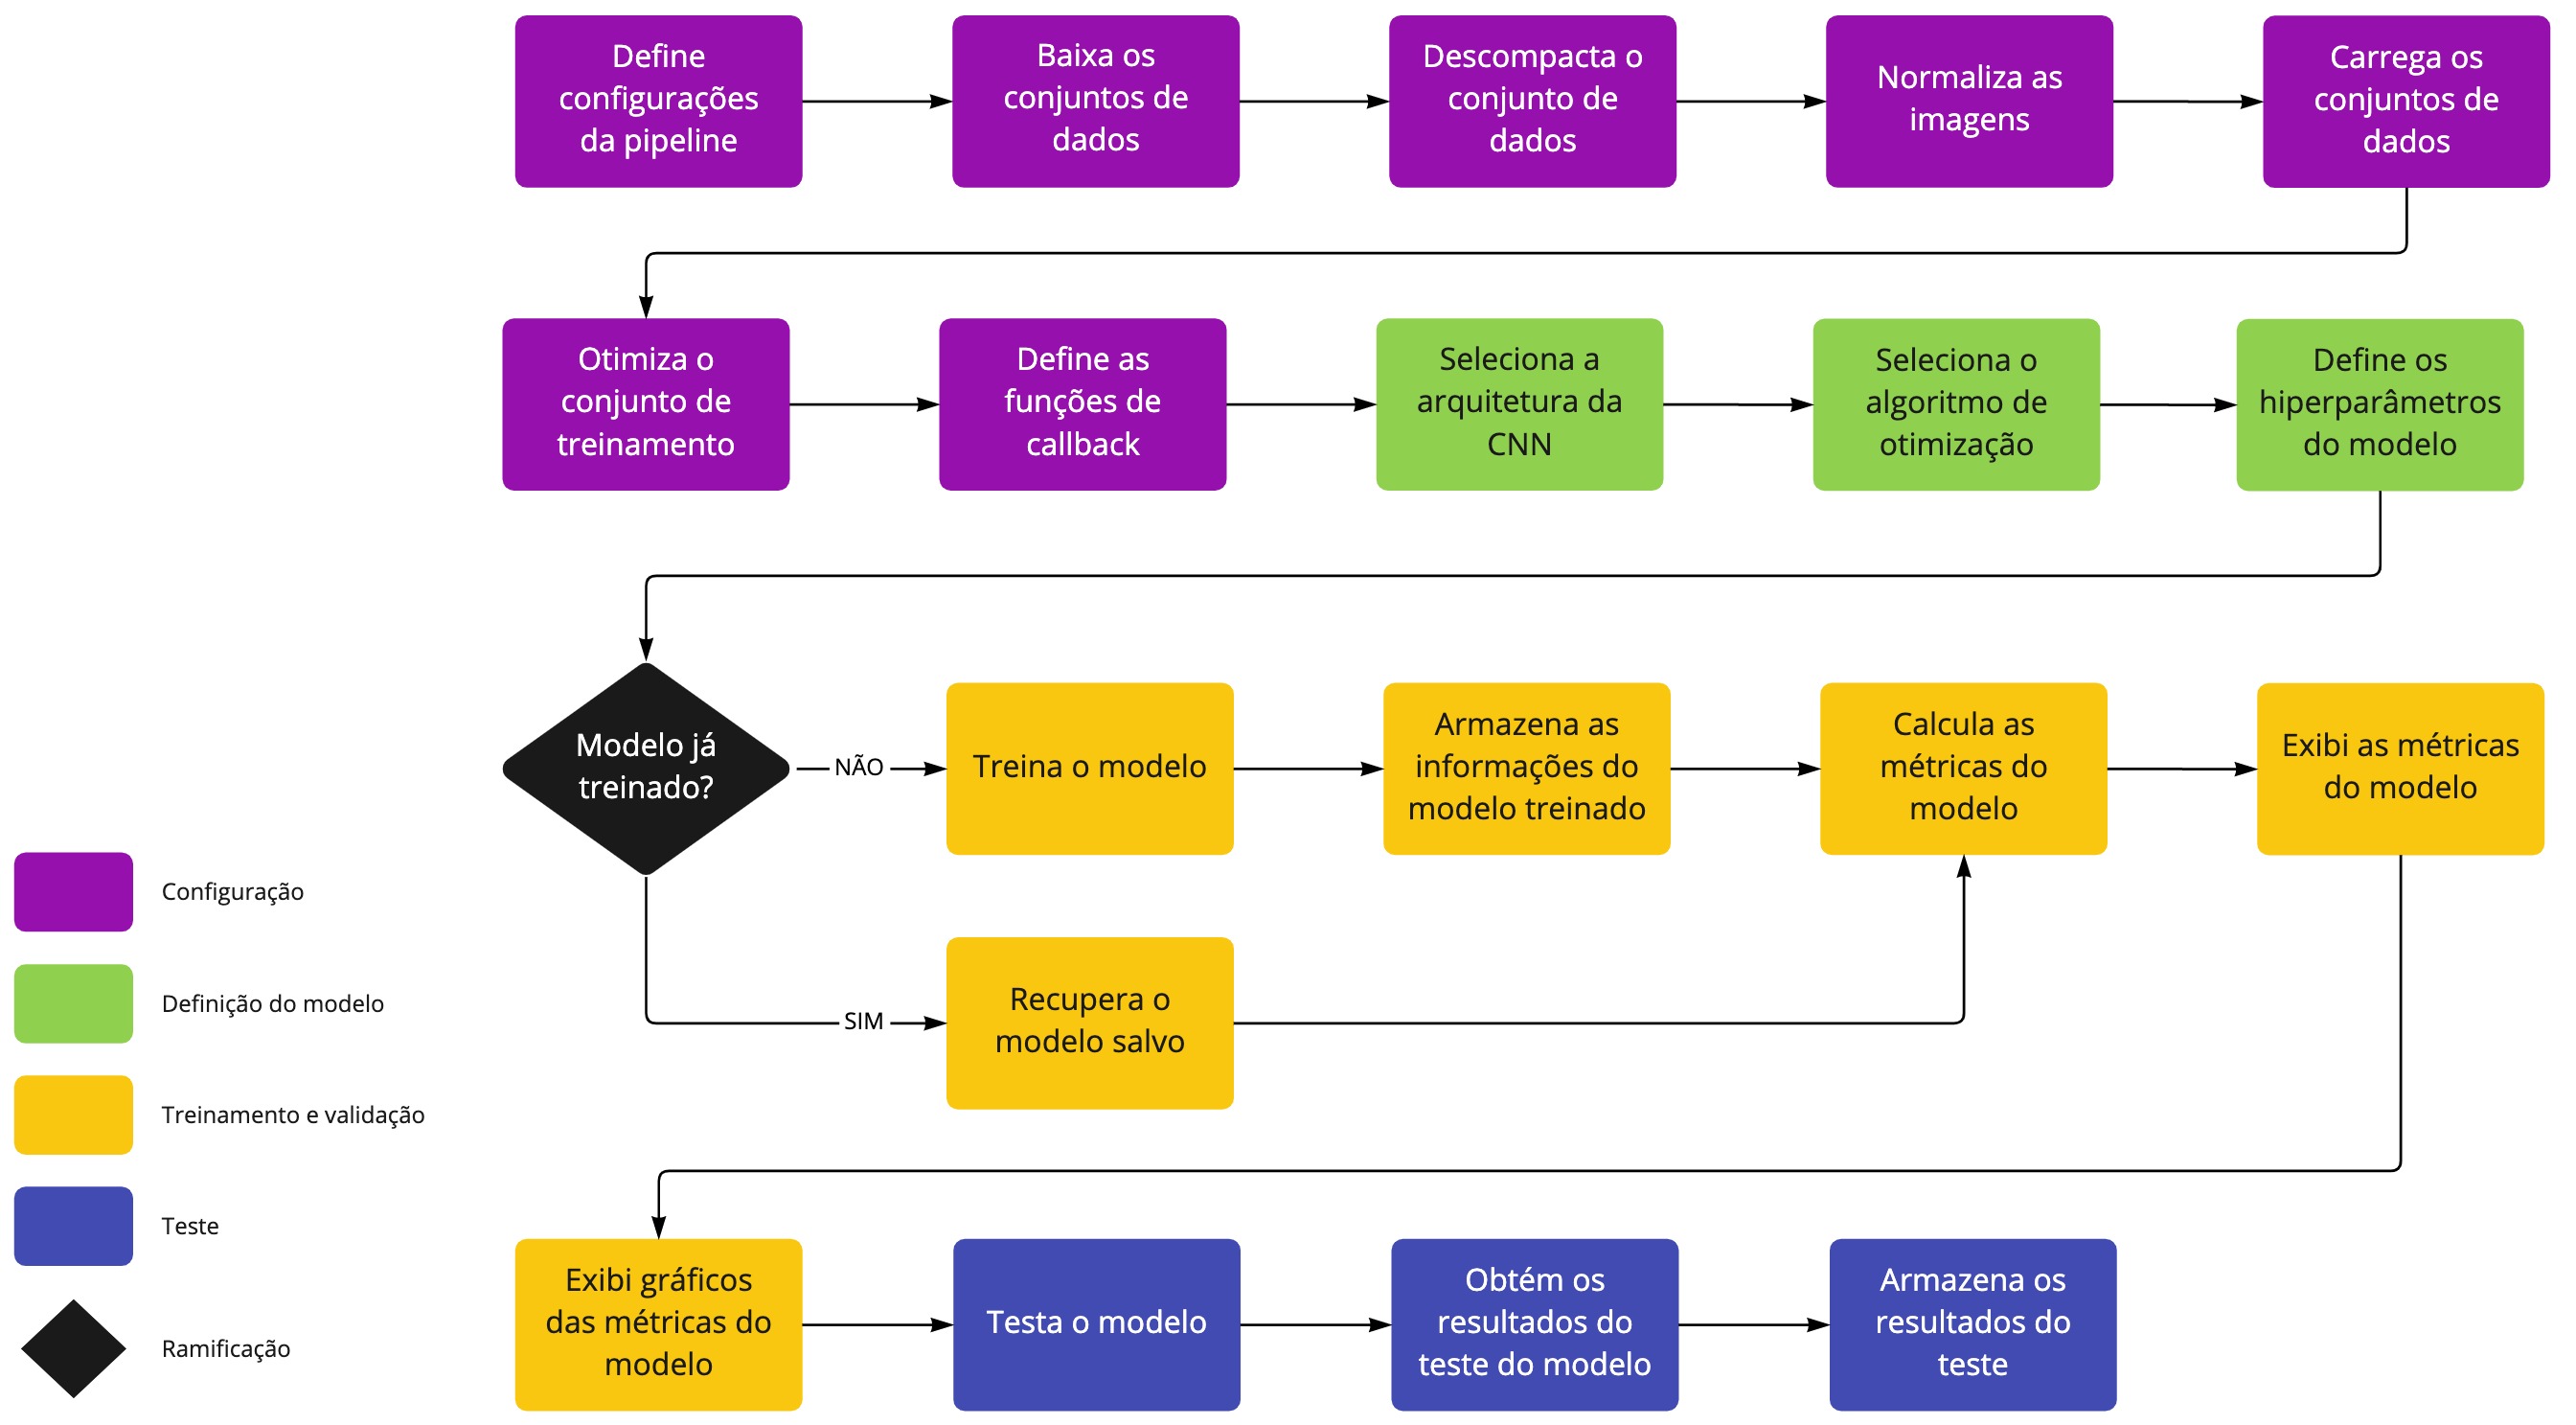 Define
configurações
da pipeline
Baixa os
conjuntos de
dados
Descompacta o
conjunto de
dados
Normaliza as
imagens
Carrega os
conjuntos de
dados
Otimiza o
conjunto de
treinamento
Define as
funções de
callback
Seleciona a
arquitetura da
CNN
Seleciona o
algoritmo de
otimização
Define os
hiperparâmetros
do modelo
Modelo já
treinado?
NÃO
Treina o modelo
Armazena as
informações do
modelo treinado
Calcula as
métricas do
modelo
Exibi as métricas
do modelo
SIM
Recupera o
modelo salvo
Exibi gráficos
das métricas do
modelo
Testa o modelo
Obtém os
resultados do
teste do modelo
Armazena os
resultados do
teste
Configuração
Definição do modelo
Treinamento e validação
Teste
Ramificação